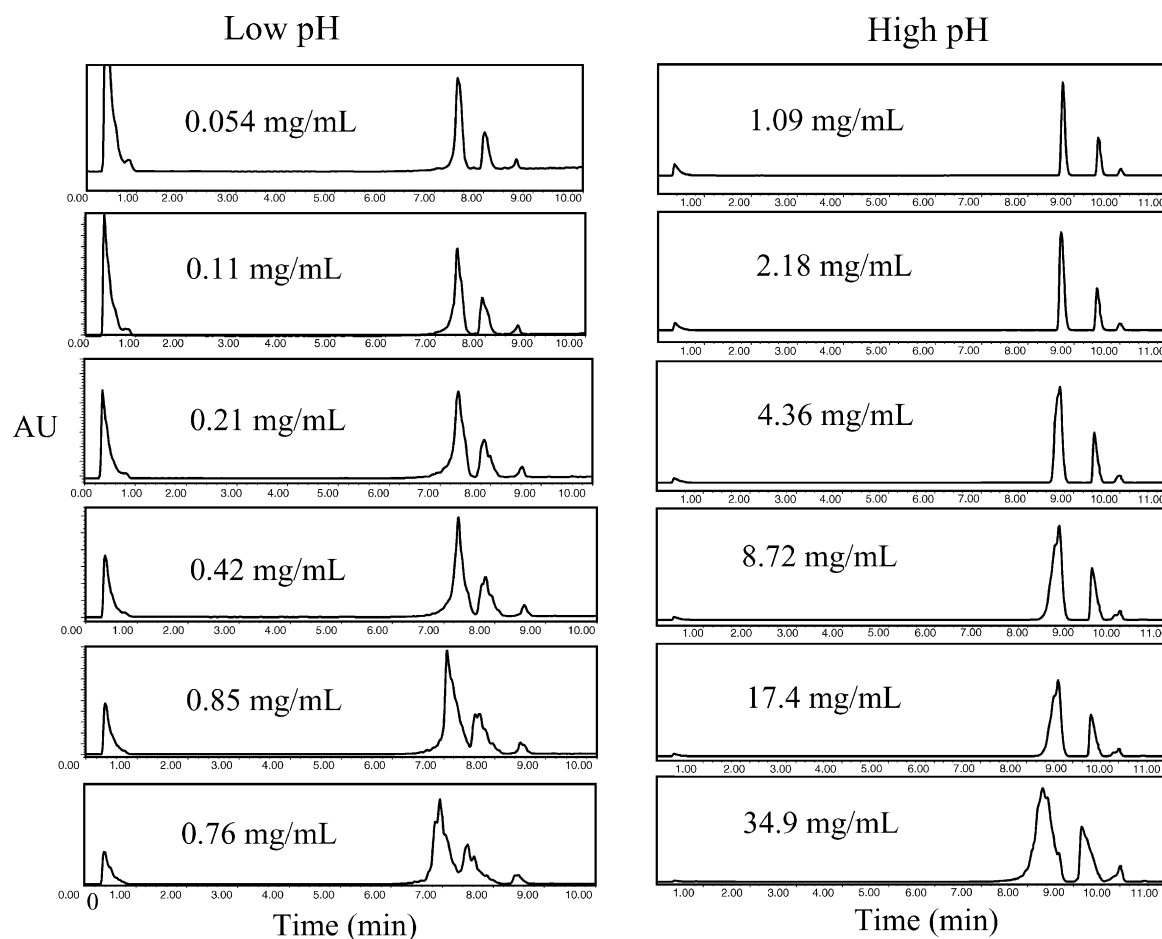 Low pH
High pH
0.054 mg/mL
0.00 1.00 2.00 3.00 4.00 5.00 6.00 7.00 8.00 9.00 10.00
1.09 mg/mL
1.00 2.00 3.00 4.00 5.00 6.00 7.00 8.00 9.00 10.00 11.00
0.11 mg/mL
0.00 1.00 2.00 3.00 4.00 5.00 6.00 7.00 8.00 9.00 10.00
2.18 mg/mL
1.00 2.00 3.00 4.00 5.00 6.00 7.00 8.00 9.00 10.00 11.00
AU
0.21 mg/mL
0.00 1.00 2.00 3.00 4.00 5.00 6.00 7.00 8.00 9.00 10.00
4.36 mg/mL
1.00 2.00 3.00 4.00 5.00 6.00 7.00 8.00 9.00 10.00 11.00
0.42 mg/mL
0.00 1.00 2.00 3.00 4.00 5.00 6.00 7.00 8.00 9.00 10.00
8.72 mg/mL
1.00 2.00 3.00 4.00 5.00 6.00 7.00 8.00 9.00 10.00 11.00
0.85 mg/mL
0.00 1.00 2.00 3.00 4.00 5.00 6.00 7.00 8.00 9.00 10.00
17.4 mg/mL
1.00 2.00 3.00 4.00 5.00 6.00 7.00 8.00 9.00 10.00 11.00
0.76 mg/mL
0.00 1.00 2.00 3.00 4.00 5.00 6.00 7.00 8.00 9.00 10.00
0
34.9 mg/mL
1.00 2.00 3.00 4.00 5.00 6.00 7.00 8.00 9.00 10.00 11.00
Time (min)
Time (min)